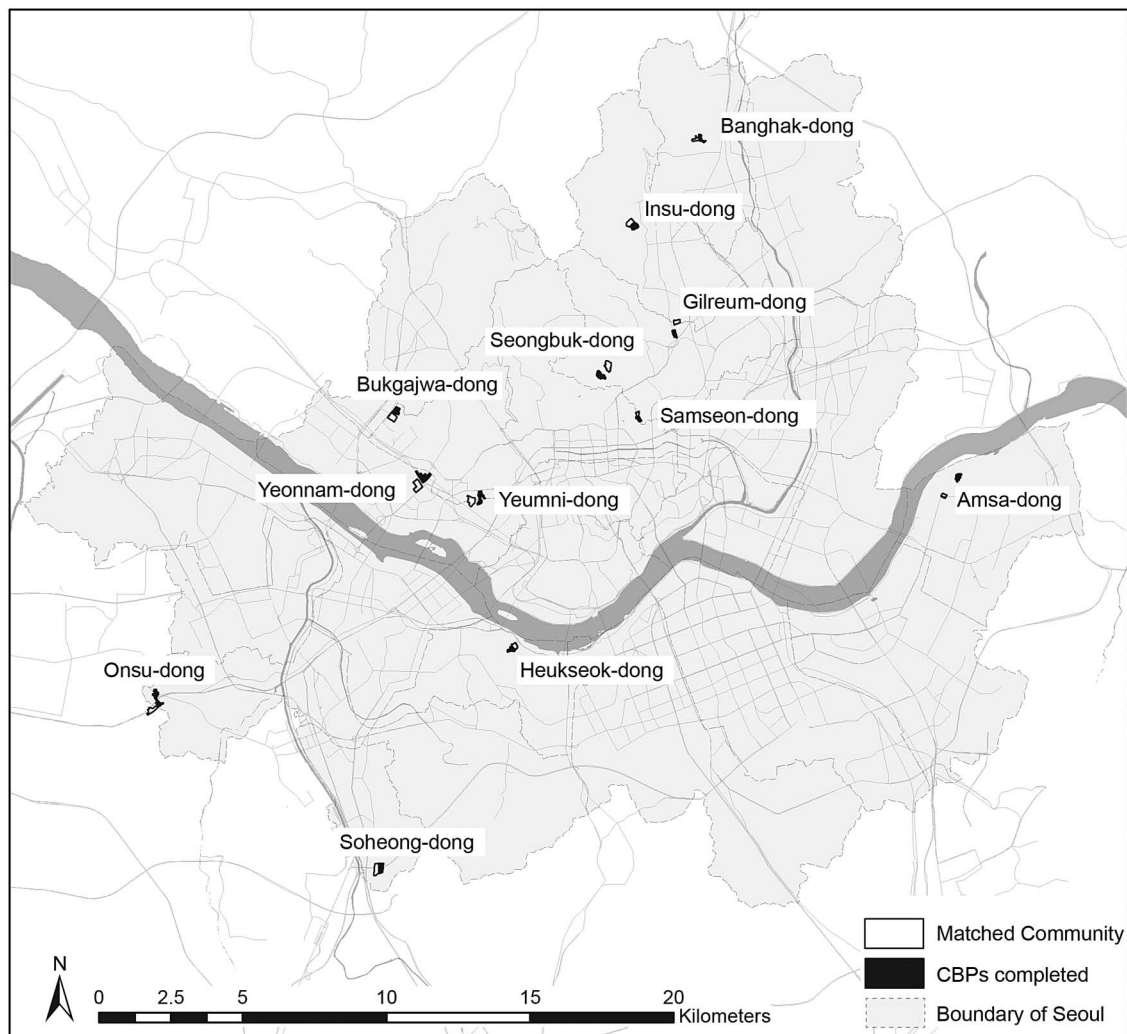 Banghak-dong
Insu-dong
Gilreum-dong
Seongbuk-dong
Bukgajwa-dong
Samseon-dong
Yeonnam-dong
Yeumni-dong
Amsa-dong
Onsu-dong
Heukseok-dong
Soheong-dong
Matched Community
CBPs completed
Boundary of Seoul
N
0 2.5 5 10 15 20
Kilometers